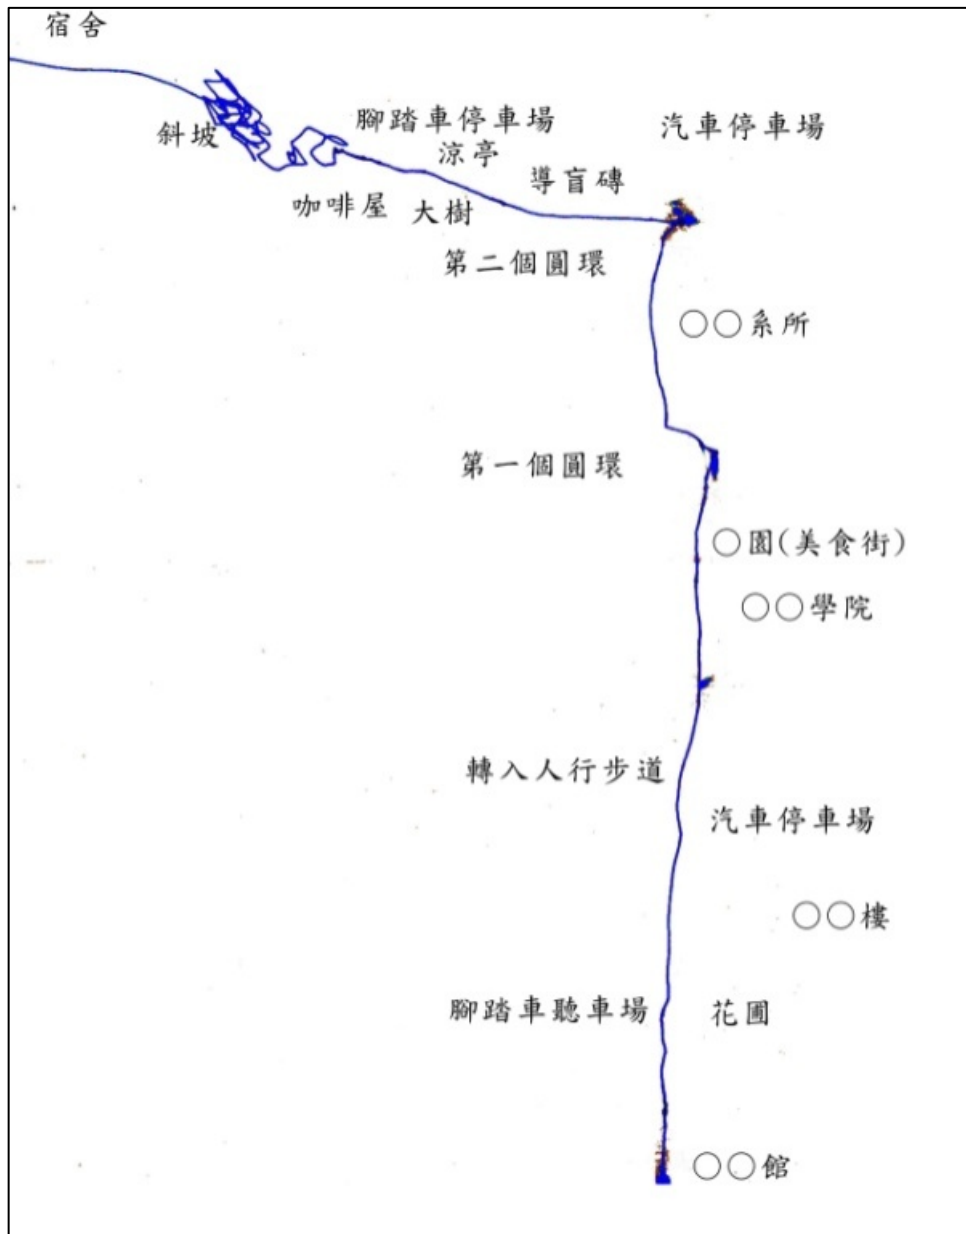 宿舍
斜坡
腳踏車停車場
涼亭
汽車停車場
導盲磚
咖啡屋
大樹
第二個圓環
○○系所
第一個圓環
○園(美食街)
○○學院
轉入人行步道
汽車停車場
○○樓
腳踏車聽車場
花圃
○○館